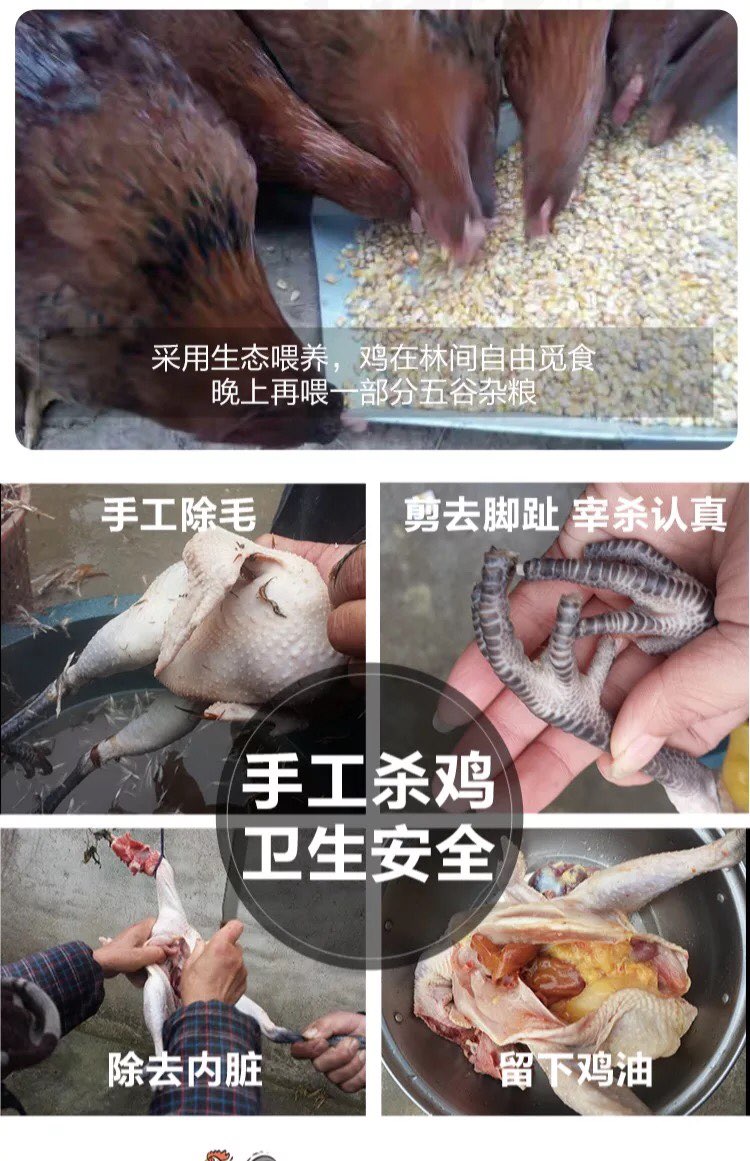 采用生态喂养，鸡在林间自由觅食
晚上再喂一部分五谷杂粮
手工除毛
剪去脚趾 宰杀认真
手工杀鸡
卫生安全
除去内脏
留下鸡油